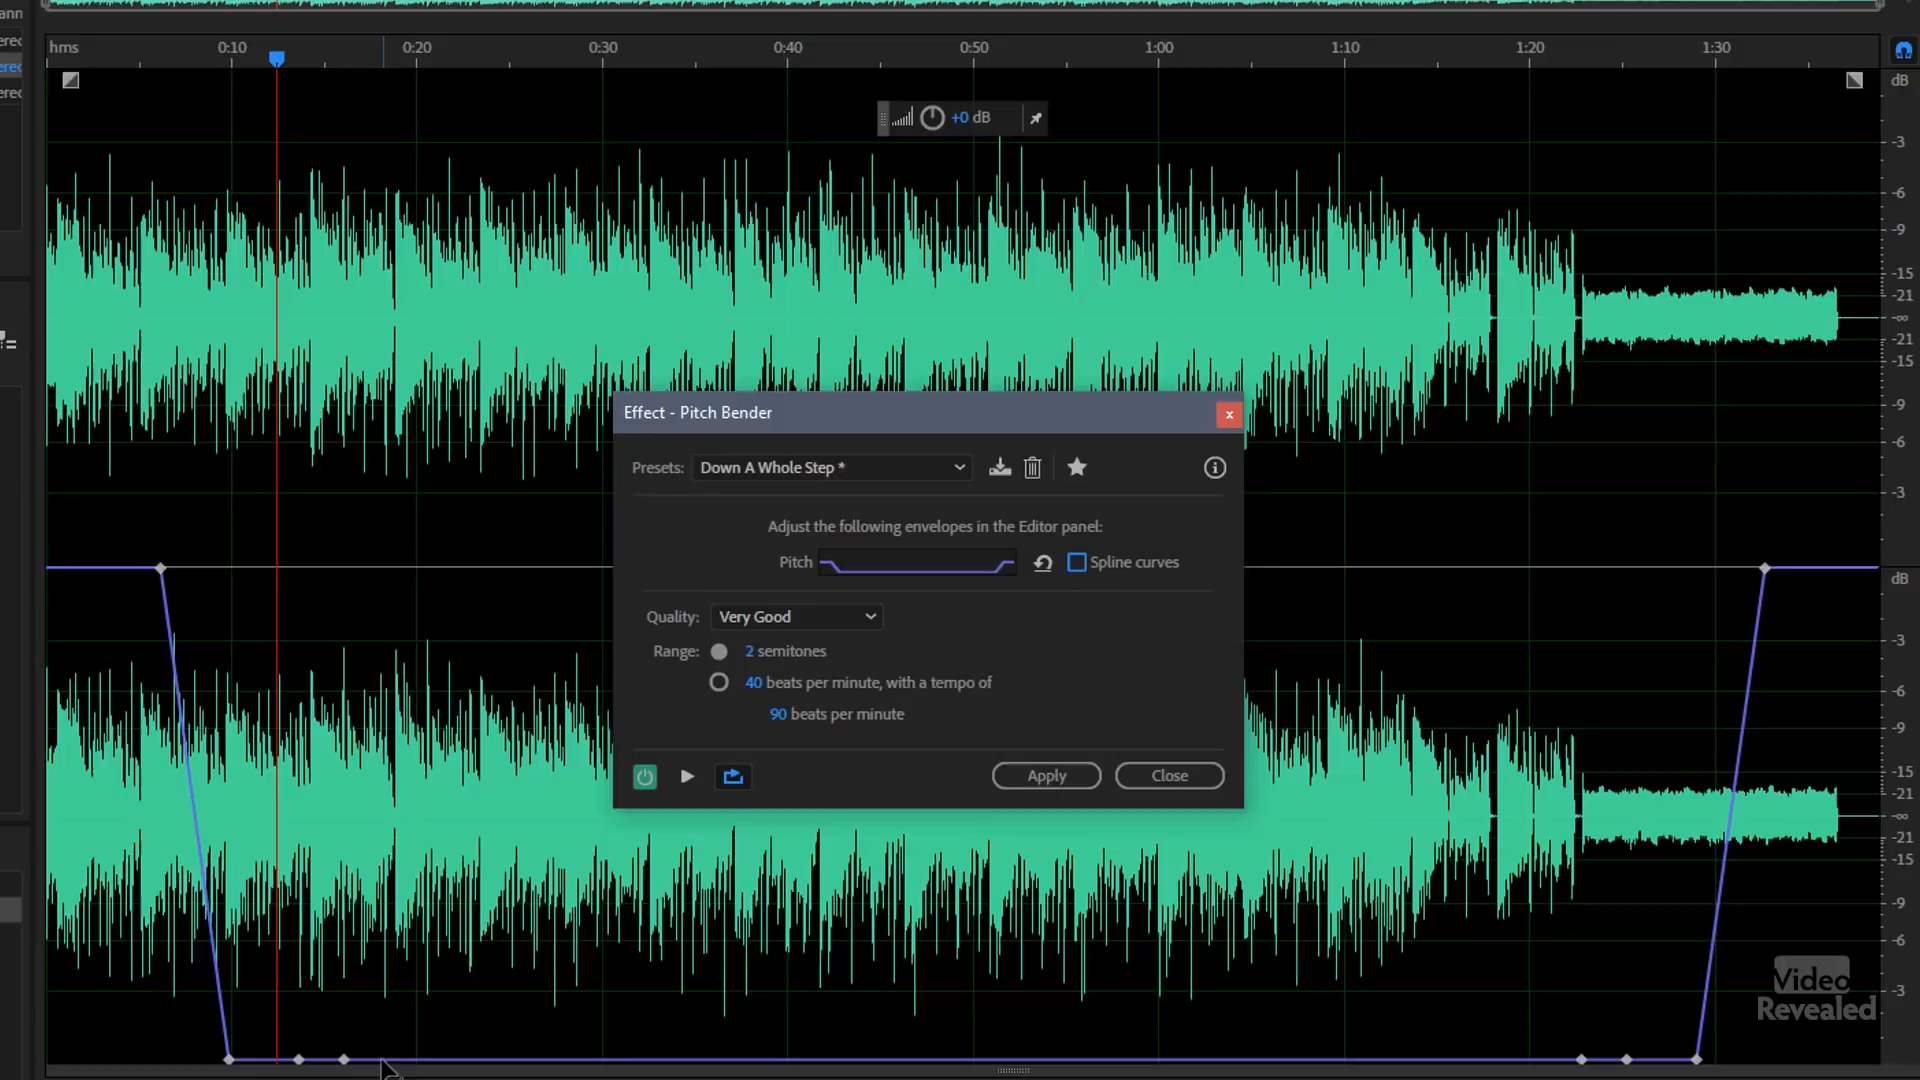 ann
hms 0:10 0:20 0:30 0:40 0:50 1:00 1:10 1:20 1:30
ered
ered
ered
dB
+0 dB
-3
-6
-9
-15
-21
-∞
-21
-15
-9
-6
-3
Effect - Pitch Bender
x
Presets: Down A Whole Step *
Adjust the following envelopes in the Editor panel:
Pitch Spline curves
Quality: Very Good
Range: 2 semitones
40 beats per minute, with a tempo of
90 beats per minute
Apply Close
dB
-3
-6
-9
-15
-21
-∞
-21
-15
-9
-6
-3
Video
Revealed